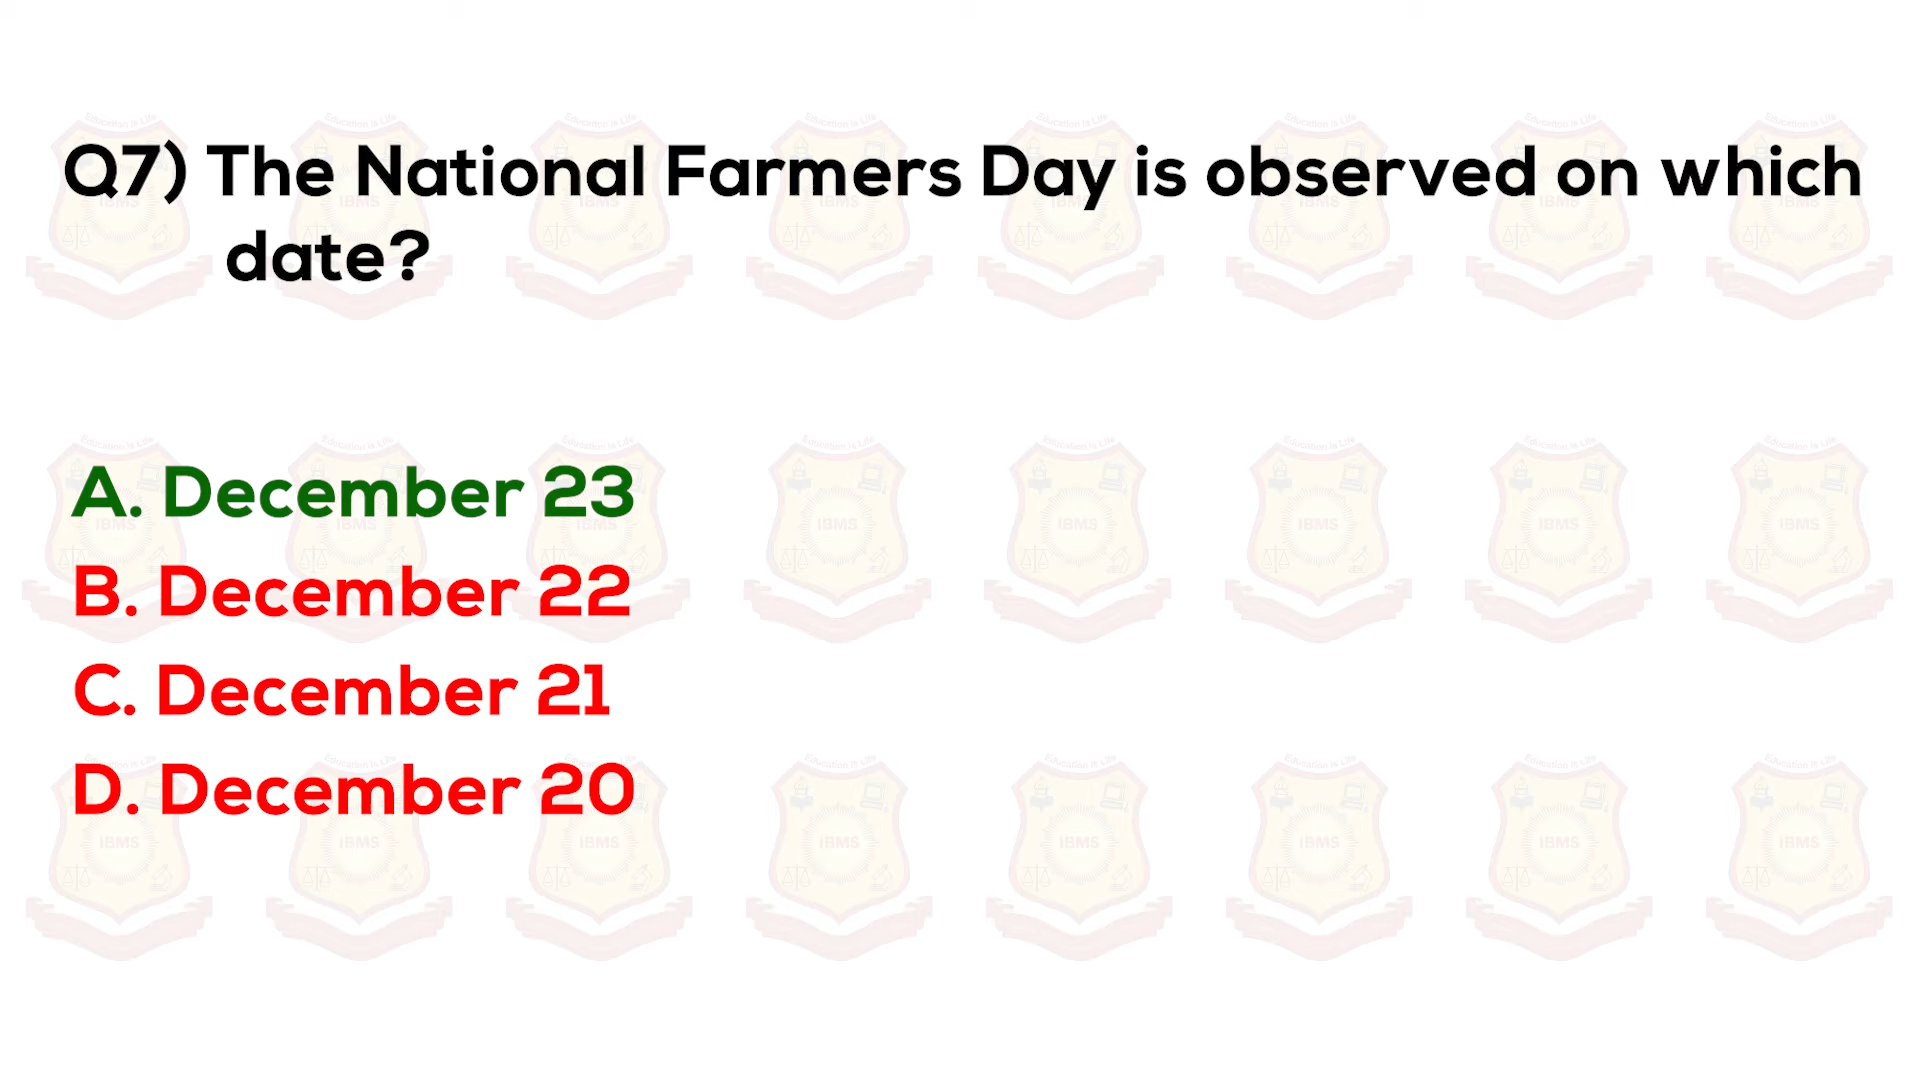 Q7) The National Farmers Day is observed on which
date?
A. December 23
B. December 22
C. December 21
D. December 20